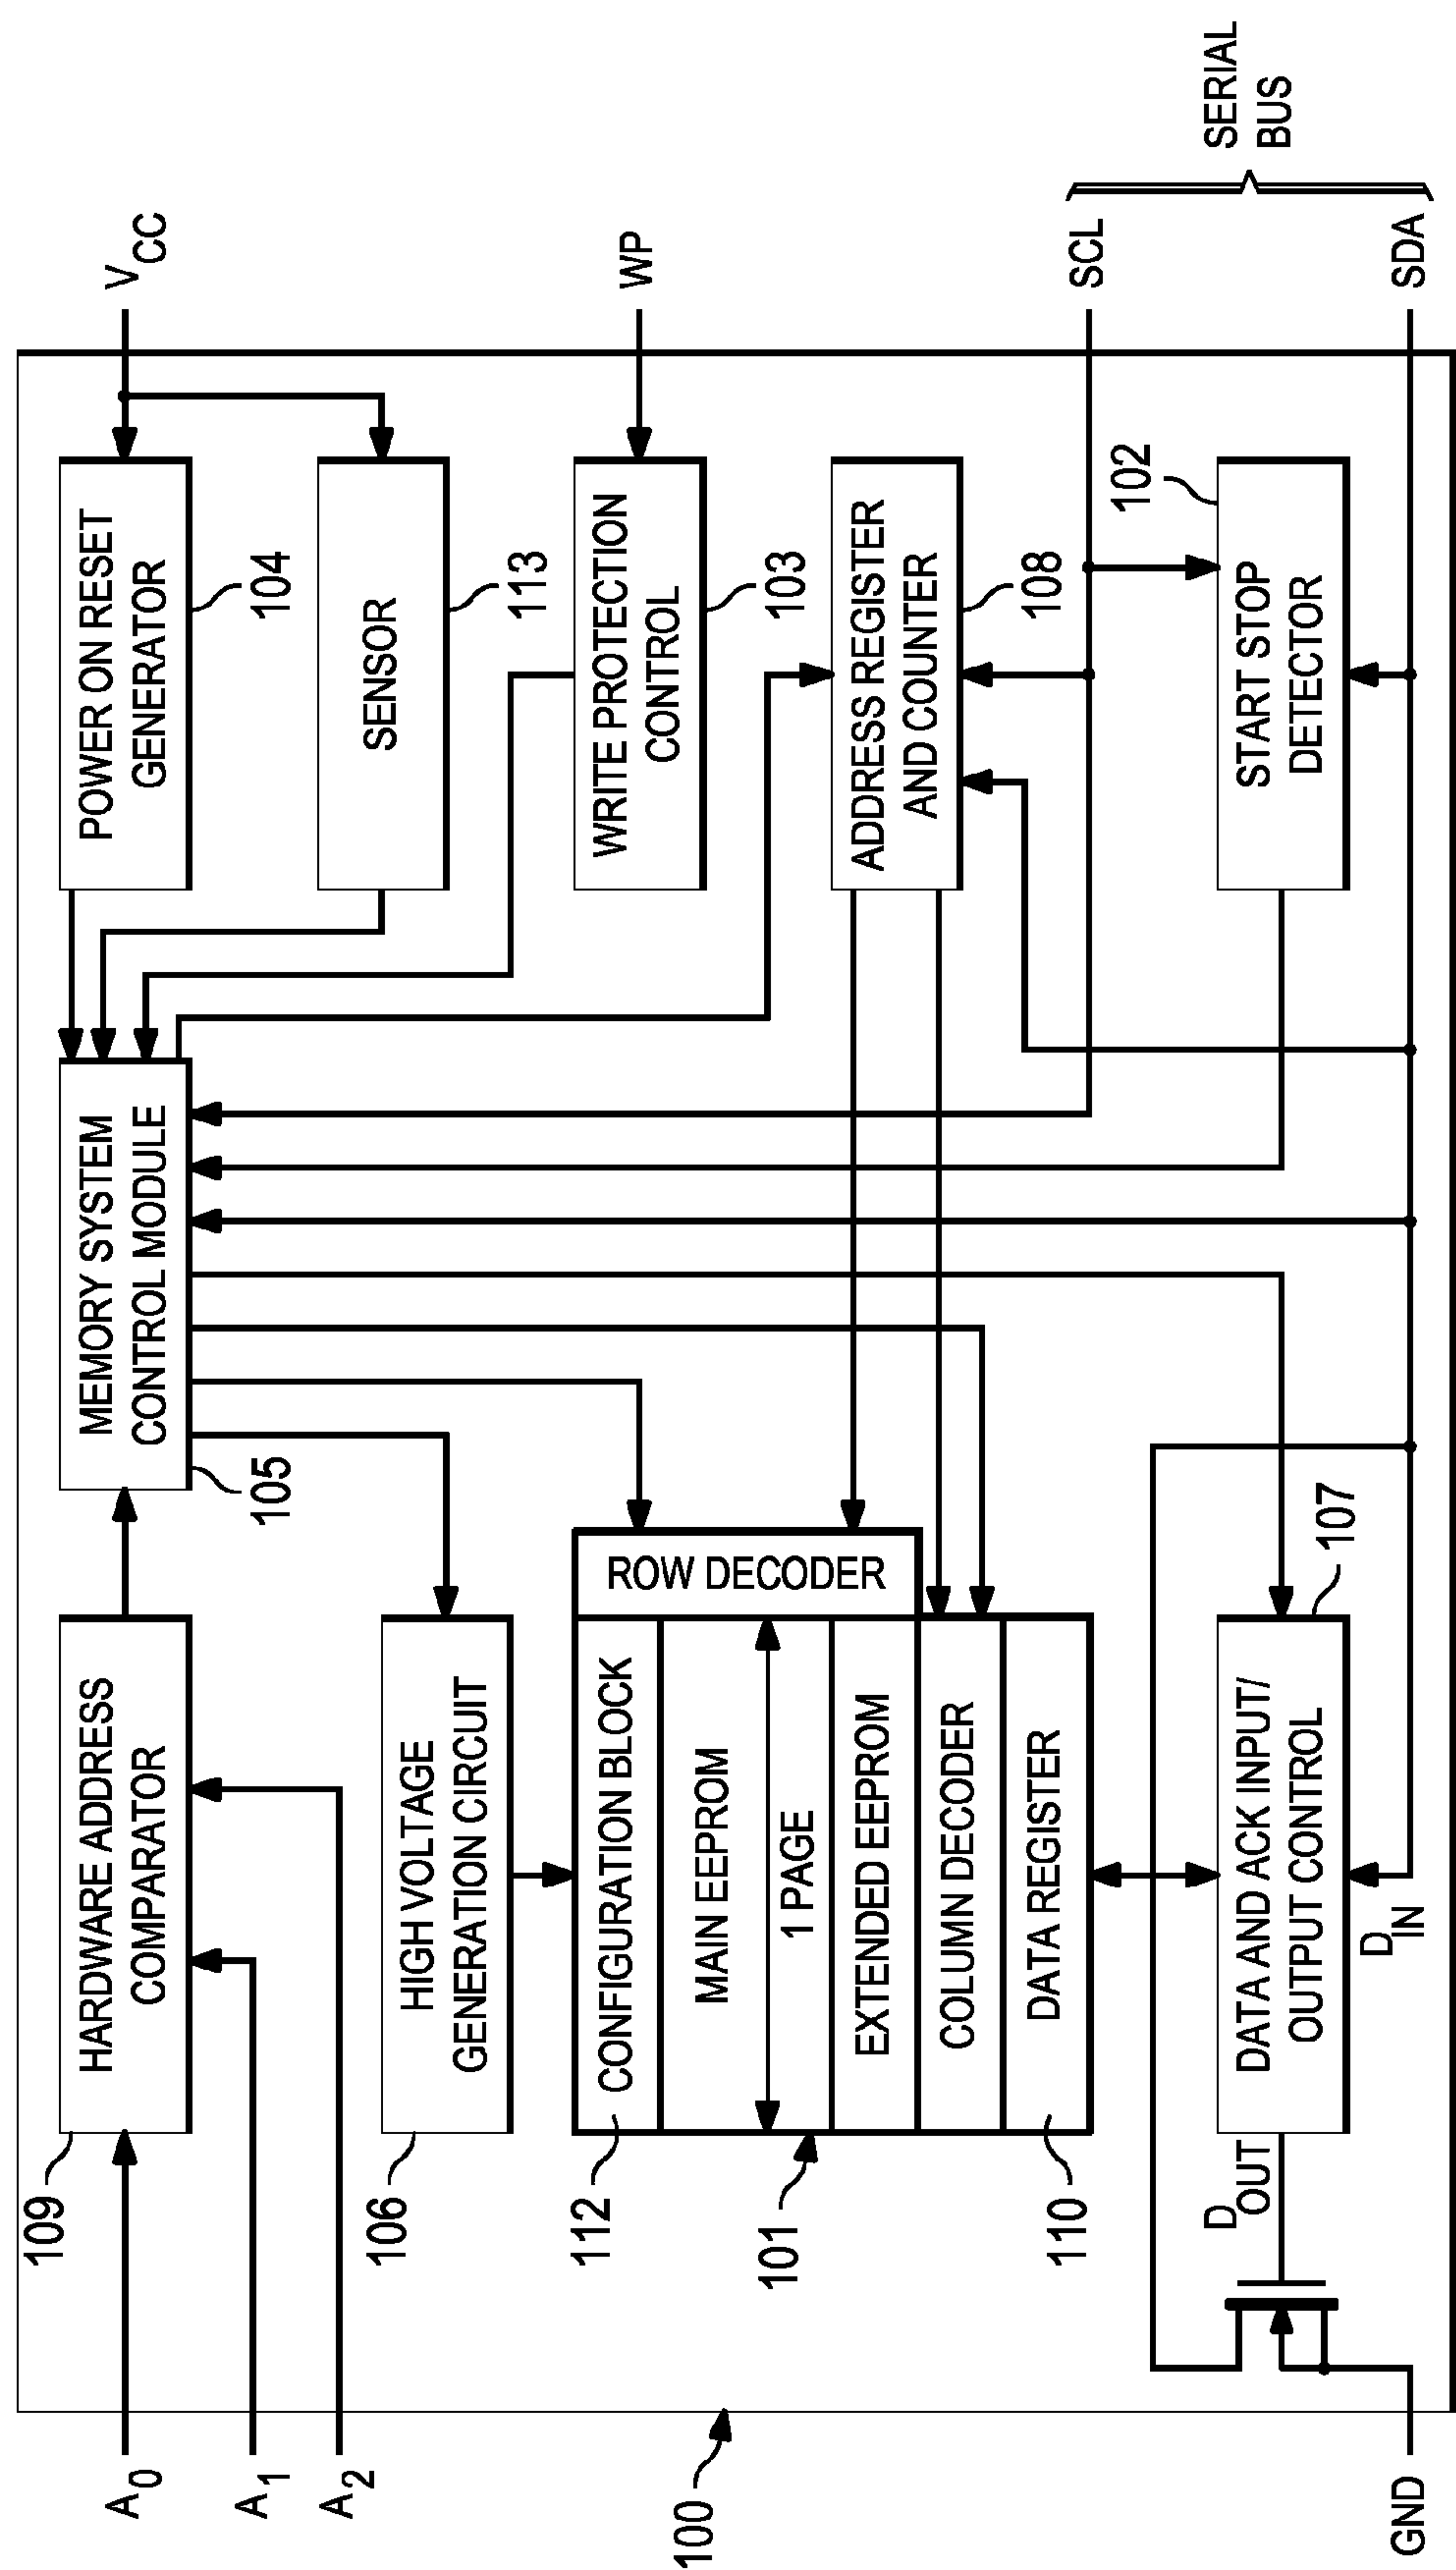 A0
A1
A2
100
GND
109
HARDWARE ADDRESS
COMPARATOR
106
HIGH VOLTAGE
GENERATION CIRCUIT
112
CONFIGURATION BLOCK
101
MAIN EEPROM
1 PAGE
EXTENDED EEPROM
COLUMN DECODER
110
DATA REGISTER
ROW DECODER
DOUT
DATA AND ACK INPUT/
OUTPUT CONTROL
107
DIN
MEMORY SYSTEM
CONTROL MODULE
105
POWER ON RESET
GENERATOR
104
SENSOR
113
WRITE PROTECTION
CONTROL
103
ADDRESS REGISTER
AND COUNTER
108
START STOP
DETECTOR
102
VCC
WP
SCL
SDA
SERIAL
BUS